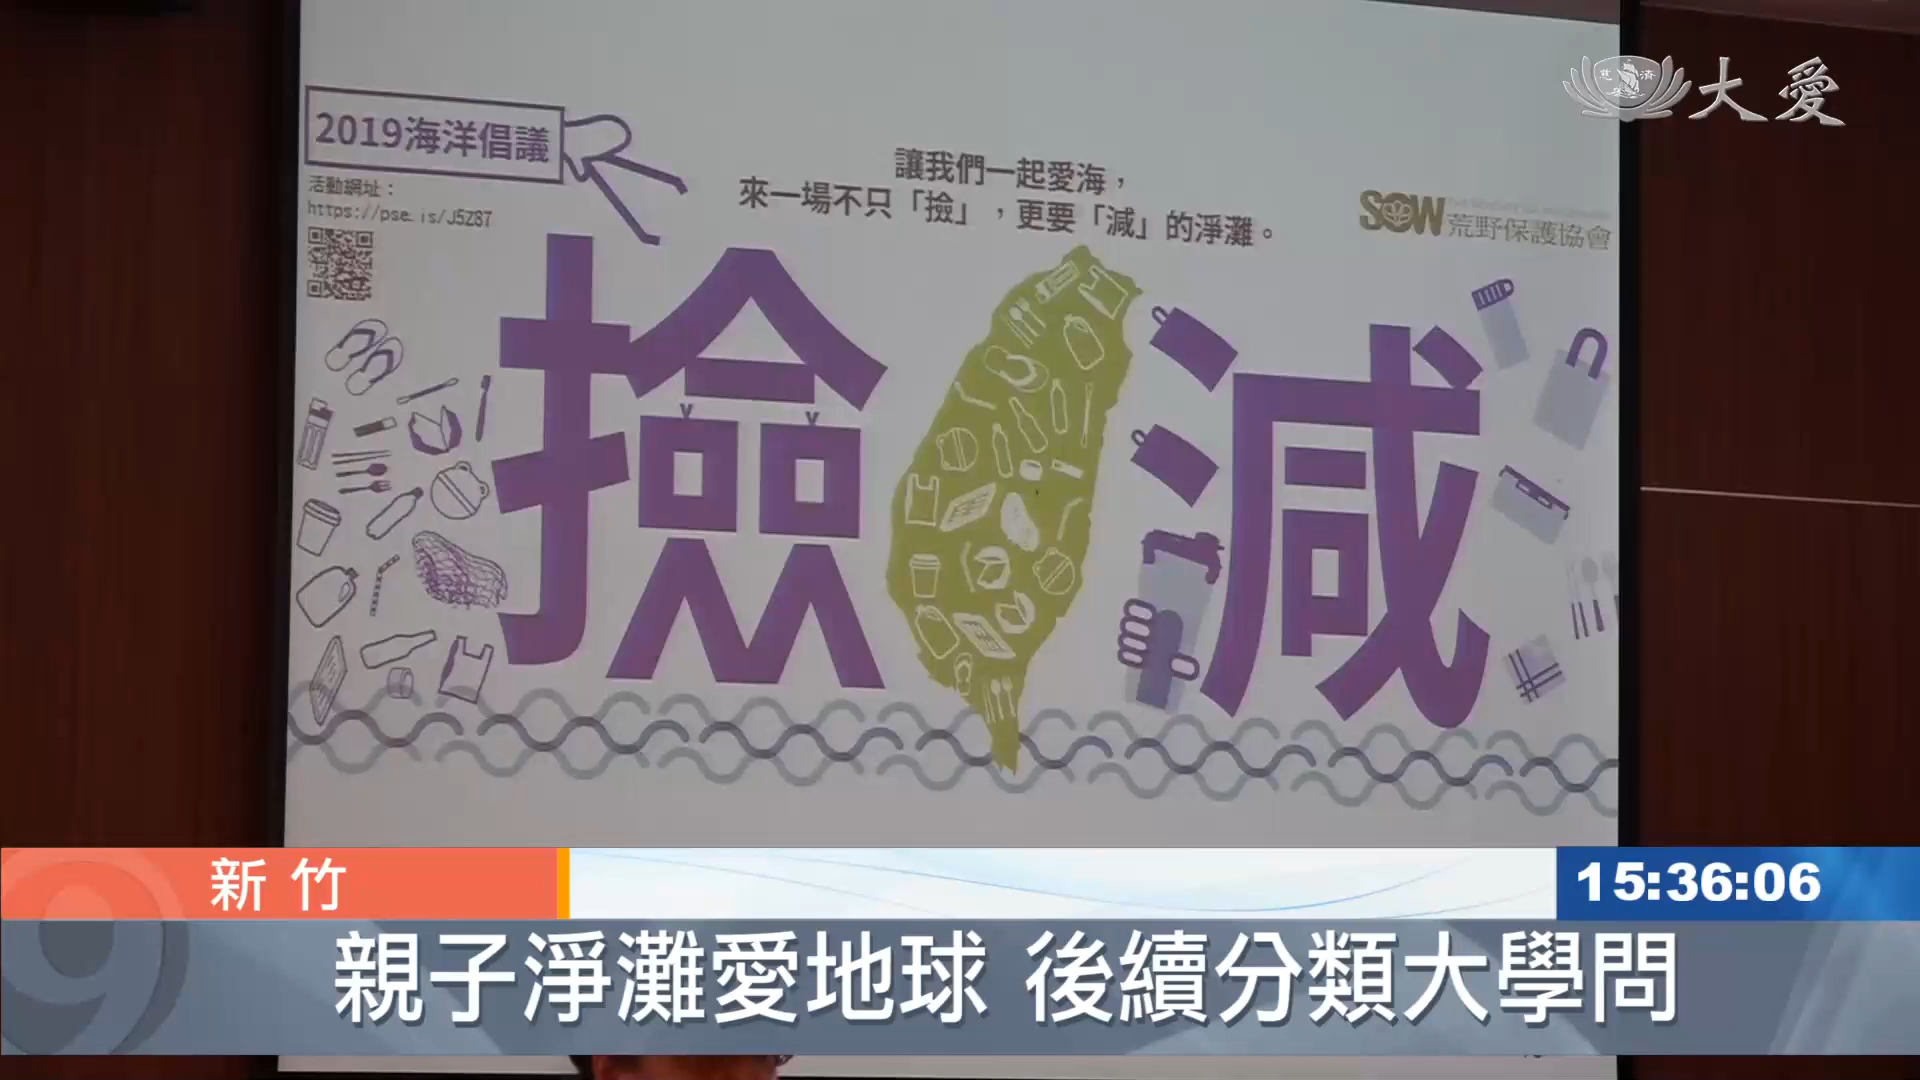 慈濟
大愛
2019海洋倡議
活動網址：
https://pse.is/J5Z87
讓我們一起愛海，
來一場不只「撿」，更要「減」的淨灘。
SOW
荒野保護協會
撿 減
新竹
15:36:06
親子淨灘愛地球 後續分類大學問